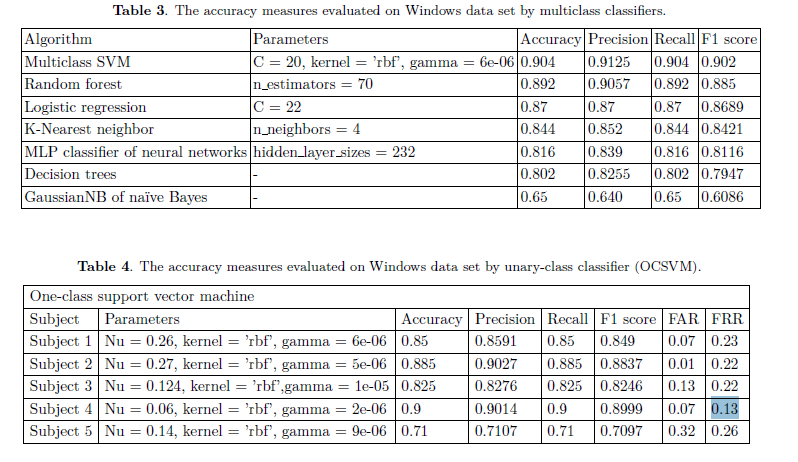 Table 3. The accuracy measures evaluated on Windows data set by multiclass classifiers.
Algorithm Parameters Accuracy Precision Recall F1 score
Multiclass SVM C = 20, kernel = 'rbf', gamma = 6e-06 0.904 0.9125 0.904 0.902
Random forest n_estimators = 70 0.892 0.9057 0.892 0.885
Logistic regression C = 22 0.87 0.87 0.87 0.8689
K-Nearest neighbor n_neighbors = 4 0.844 0.852 0.844 0.8421
MLP classifier of neural networks hidden_layer_sizes = 232 0.816 0.839 0.816 0.8116
Decision trees - 0.802 0.8255 0.802 0.7947
GaussianNB of naïve Bayes - 0.65 0.640 0.65 0.6086
Table 4. The accuracy measures evaluated on Windows data set by unary-class classifier (OCSVM).
One-class support vector machine
Subject Parameters Accuracy Precision Recall F1 score FAR FRR
Subject 1 Nu = 0.26, kernel = 'rbf', gamma = 6e-06 0.85 0.8591 0.85 0.849 0.07 0.23
Subject 2 Nu = 0.27, kernel = 'rbf', gamma = 5e-06 0.885 0.9027 0.885 0.8837 0.01 0.22
Subject 3 Nu = 0.124, kernel = 'rbf',gamma = 1e-05 0.825 0.8276 0.825 0.8246 0.13 0.22
Subject 4 Nu = 0.06, kernel = 'rbf', gamma = 2e-06 0.9 0.9014 0.9 0.8999 0.07 0.13
Subject 5 Nu = 0.14, kernel = 'rbf', gamma = 9e-06 0.71 0.7107 0.71 0.7097 0.32 0.26